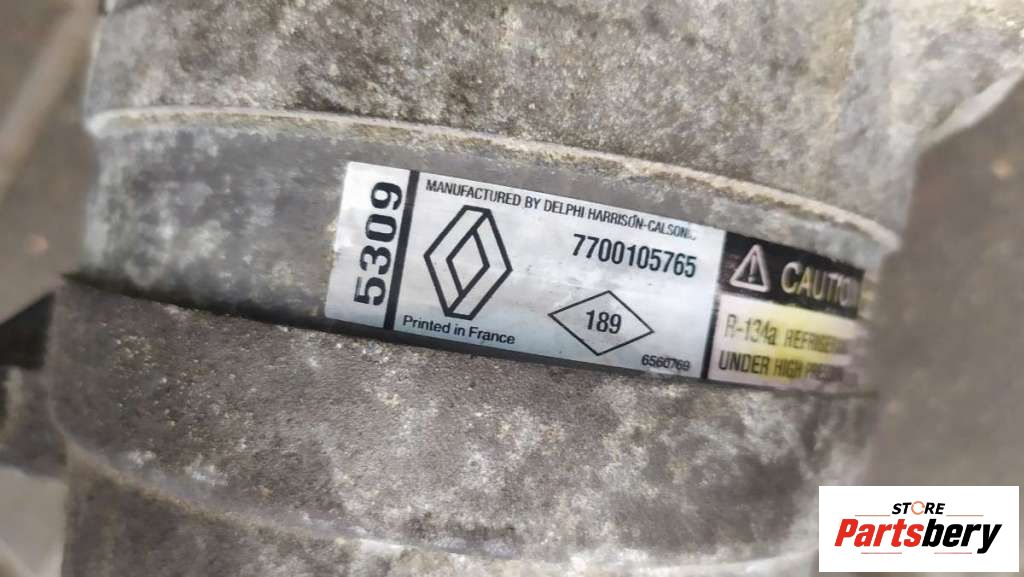 5309
MANUFACTURED BY DELPHI HARRISON-CALSONIC
7700105765
189
Printed in France
6560769
CAUTION
R-134a
UNDER HIGH
STORE
Partsbery